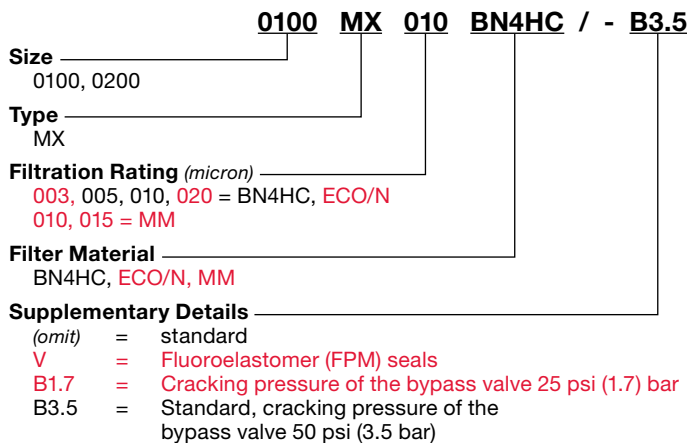 0100 MX 010 BN4HC / - B3.5
Size
0100, 0200
Type
MX
Filtration Rating (micron)
003, 005, 010, 020 = BN4HC, ECO/N
010, 015 = MM
Filter Material
BN4HC, ECO/N, MM
Supplementary Details
(omit) = standard
V = Fluoroelastomer (FPM) seals
B1.7 = Cracking pressure of the bypass valve 25 psi (1.7) bar
B3.5 = Standard, cracking pressure of the
bypass valve 50 psi (3.5 bar)